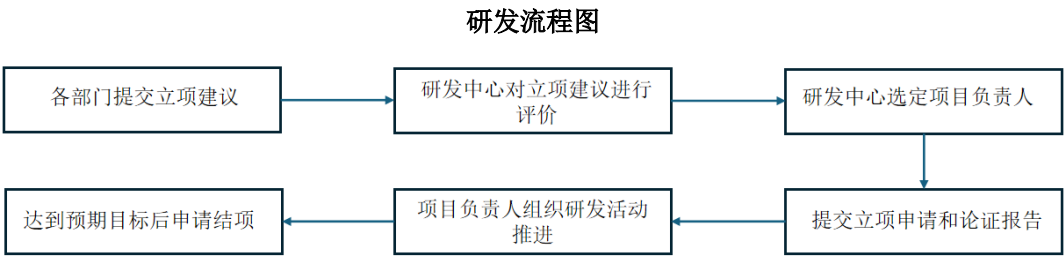 研发流程图
各部门提交立项建议
研发中心对立项建议进行
评价
研发中心选定项目负责人
提交立项申请和论证报告
项目负责人组织研发活动
推进
达到预期目标后申请结项